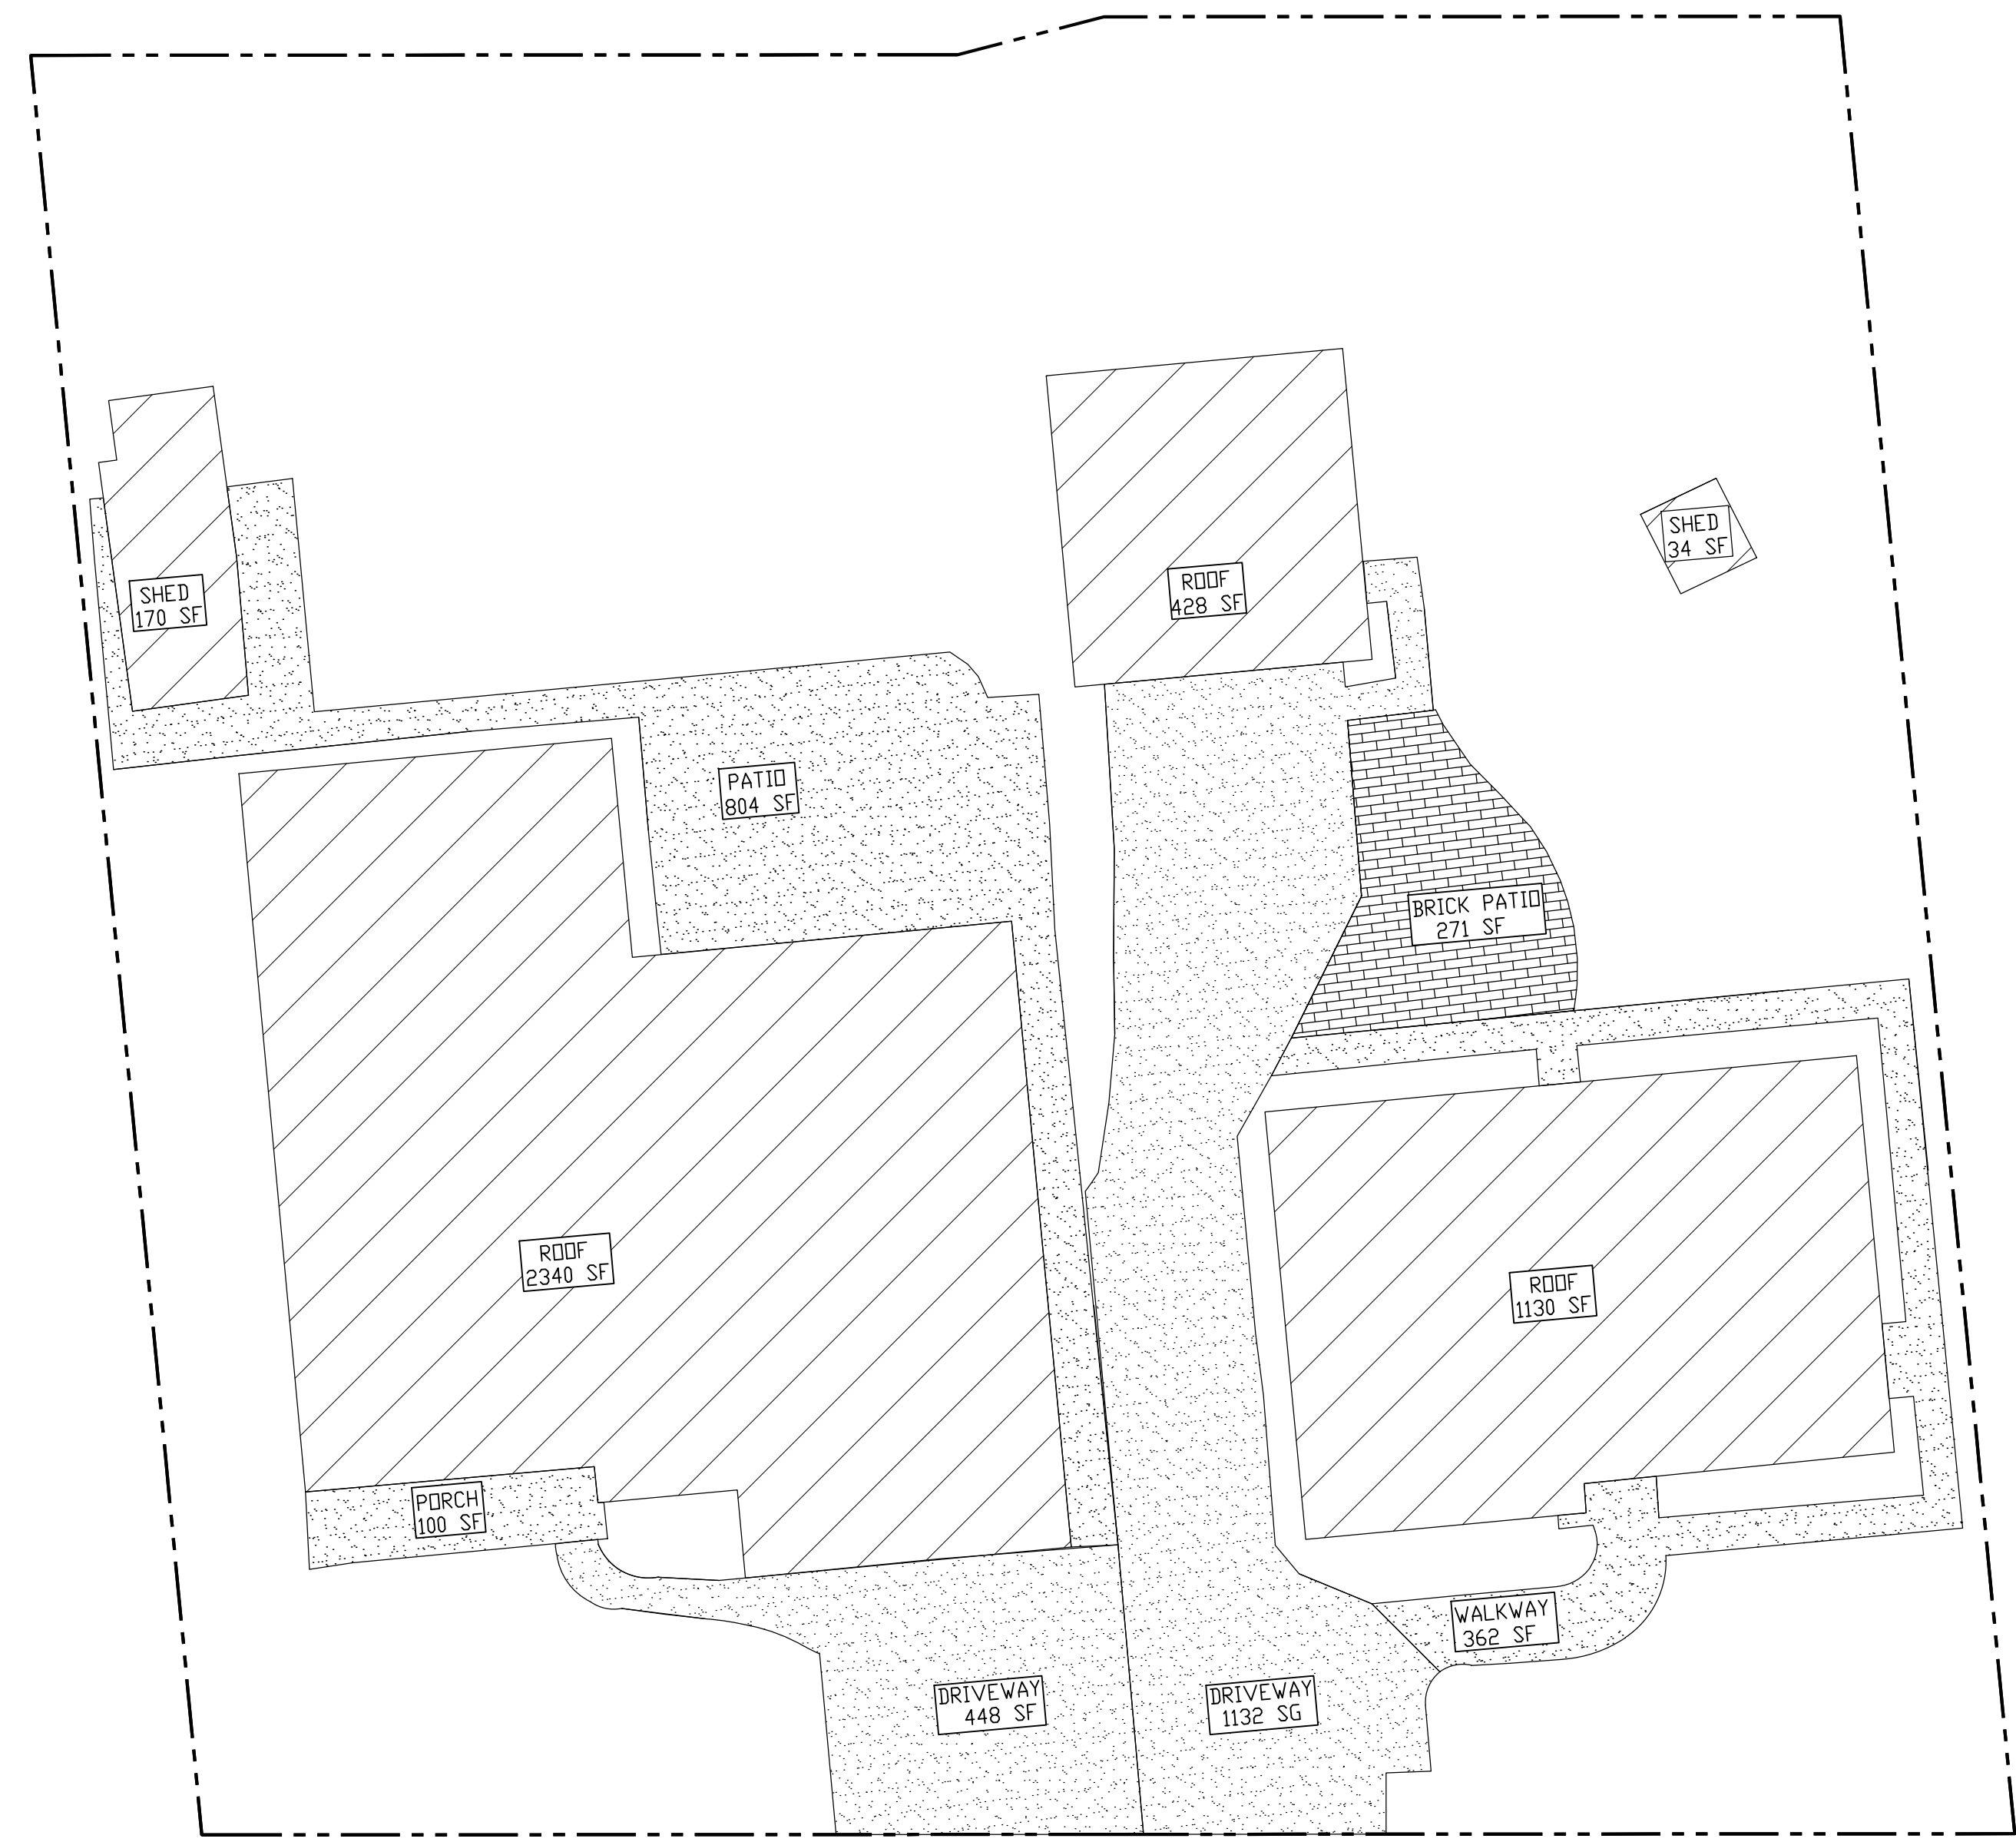 SHED
34 SF
SHED
170 SF
ROOF
428 SF
PATIO
804 SF
BRICK PATIO
271 SF
ROOF
2340 SF
ROOF
1130 SF
PORCH
100 SF
WALKWAY
362 SF
DRIVEWAY
448 SF
DRIVEWAY
1132 SG